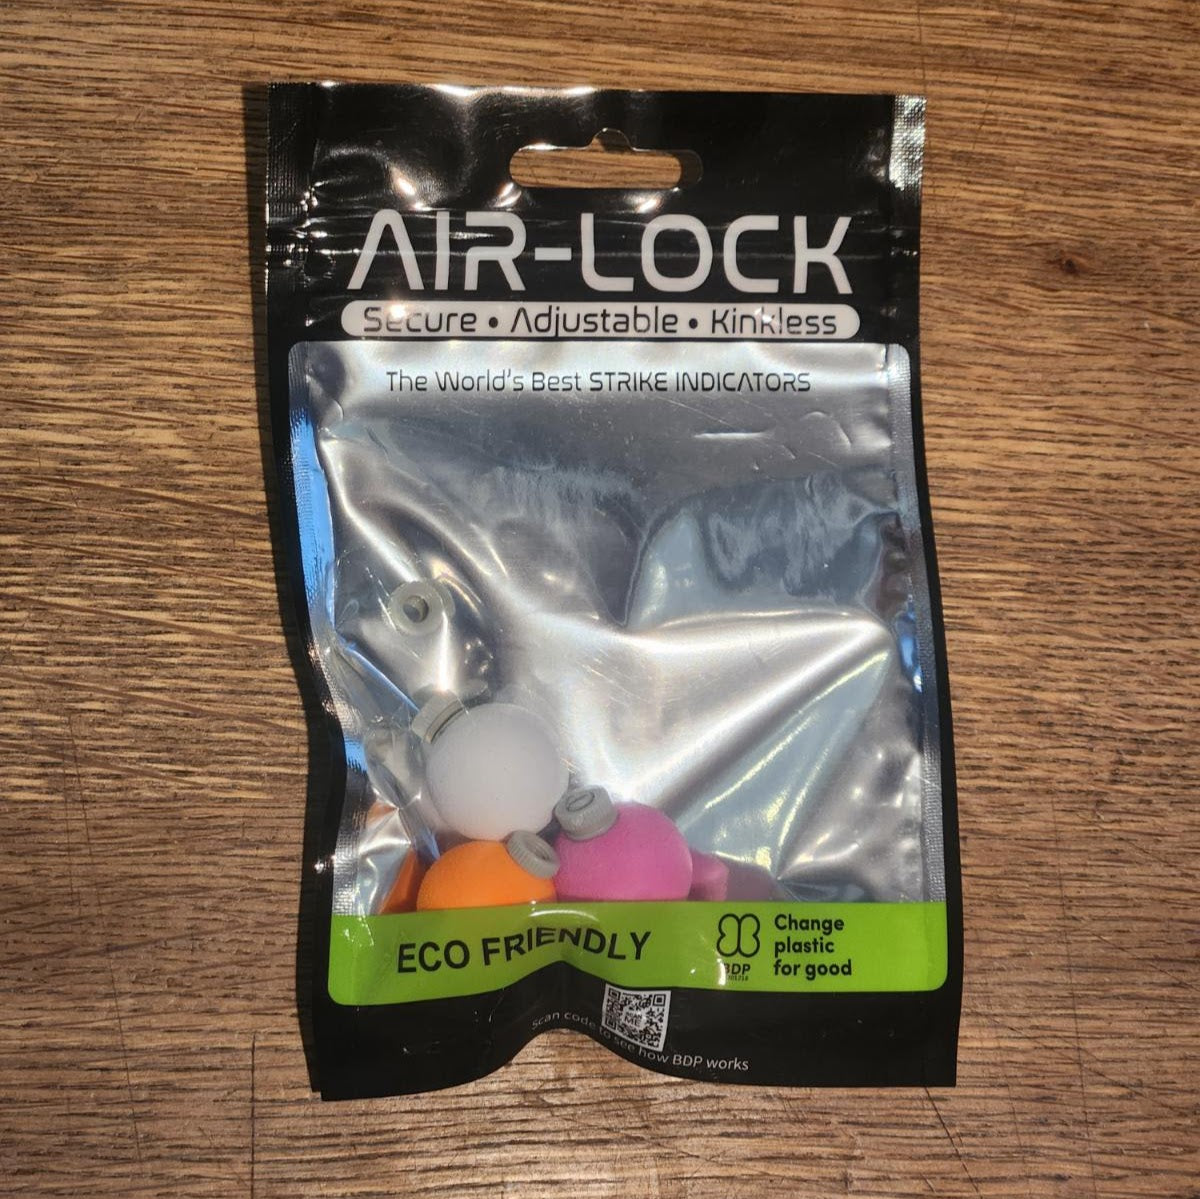 AIR-LOCK
Secure • Adjustable • Kinkless
The World's Best STRIKE INDICATORS
ECO FRIENDLY
BDP
Change
plastic
for good
Scan code to see how BDP works